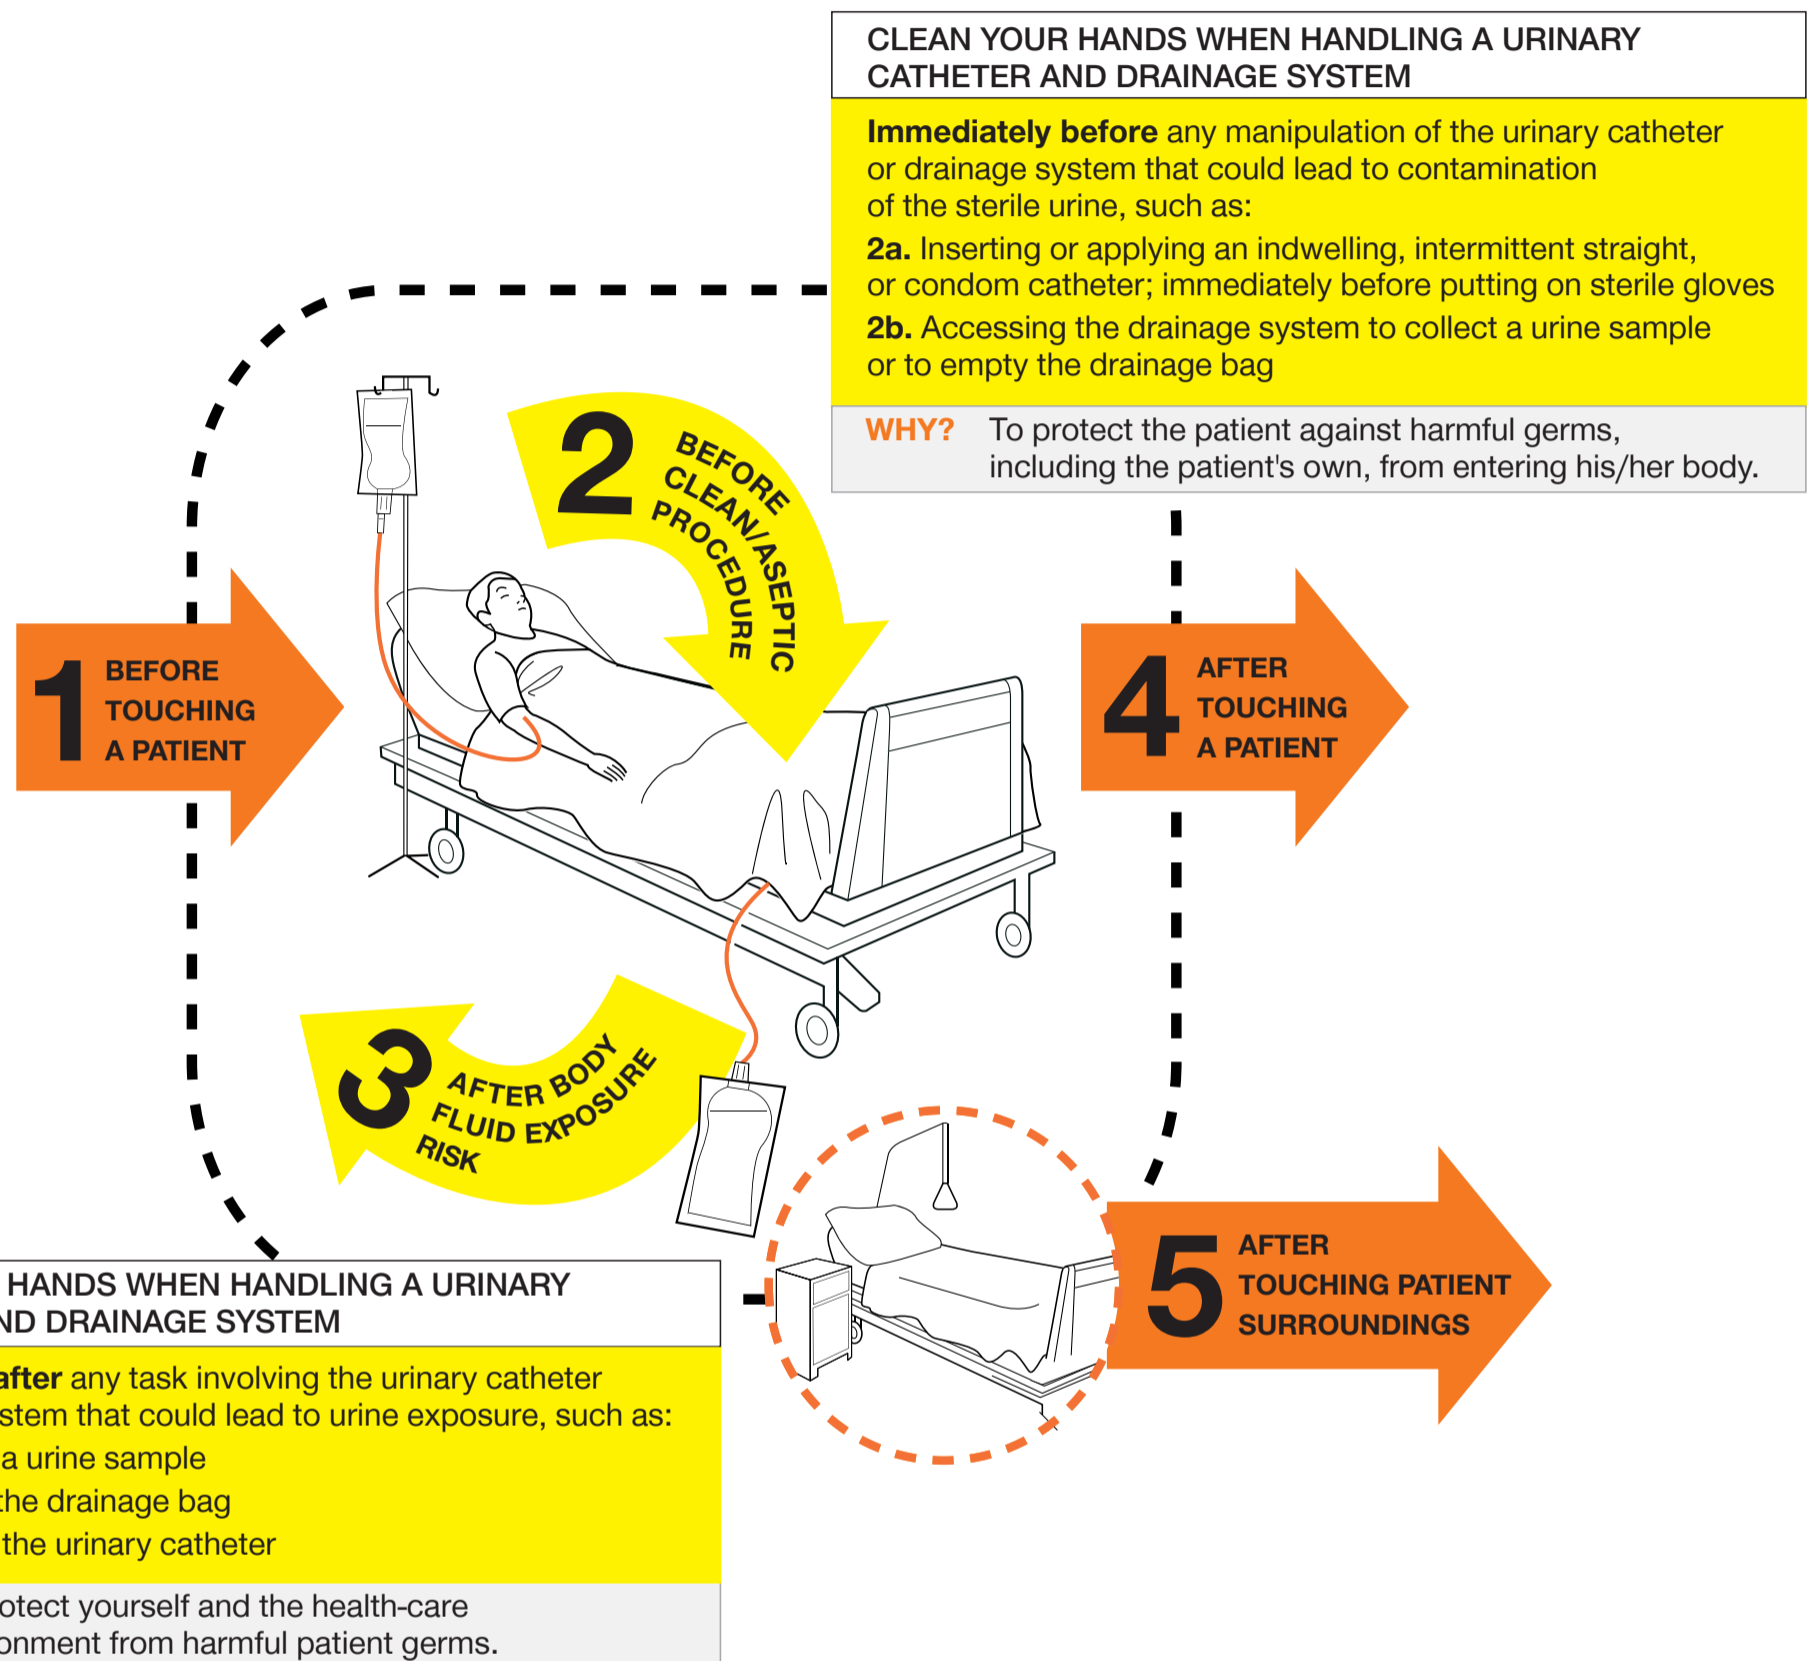 CLEAN YOUR HANDS WHEN HANDLING A URINARY
CATHETER AND DRAINAGE SYSTEM
Immediately before any manipulation of the urinary catheter
or drainage system that could lead to contamination
of the sterile urine, such as:
2a. Inserting or applying an indwelling, intermittent straight,
or condom catheter; immediately before putting on sterile gloves
2b. Accessing the drainage system to collect a urine sample
or to empty the drainage bag
WHY? To protect the patient against harmful germs,
including the patient's own, from entering his/her body.
1 BEFORE
TOUCHING
A PATIENT
2 BEFORE
CLEAN/ASEPTIC
PROCEDURE
3 AFTER BODY
FLUID EXPOSURE
RISK
4 AFTER
TOUCHING
A PATIENT
5 AFTER
TOUCHING PATIENT
SURROUNDINGS
HANDS WHEN HANDLING A URINARY
ND DRAINAGE SYSTEM
after any task involving the urinary catheter
stem that could lead to urine exposure, such as:
a urine sample
the drainage bag
the urinary catheter
otect yourself and the health-care
onment from harmful patient germs.